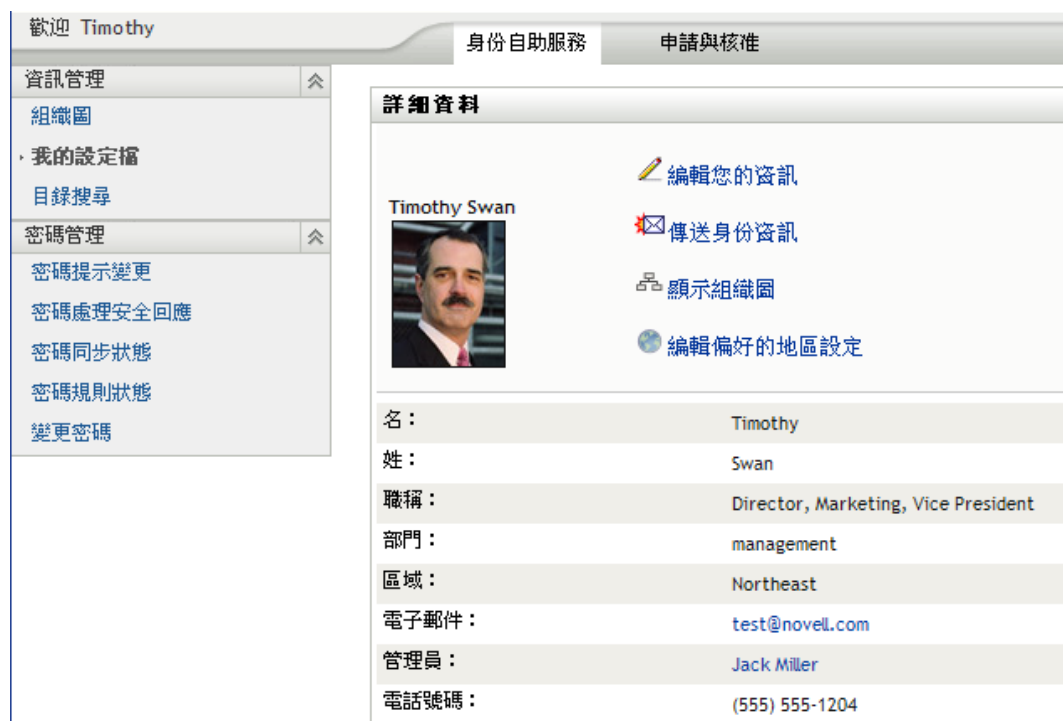 歡迎 Timothy
身份自助服務
申請與核准
資訊管理
組織圖
我的設定檔
目錄搜尋
密碼管理
密碼提示變更
密碼處理安全回應
密碼同步狀態
密碼規則狀態
變更密碼
詳細資料
Timothy Swan
編輯您的資訊
傳送身份資訊
顯示組織圖
編輯偏好的地區設定
名： Timothy
姓： Swan
職稱： Director, Marketing, Vice President
部門： management
區域： Northeast
電子郵件： test@novell.com
管理員： Jack Miller
電話號碼： (555) 555-1204